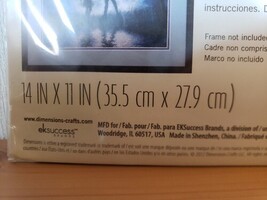 instrucciones. D
Frame not included
Cadre non compris
Marco no incluido
14 IN X 11 IN (35.5 cm x 27.9 cm)
www.dimensions-crafts.com
eksuccess
BRANDS
MFD for / Fab. pour / Fab. para EKSuccess Brands, a division of
Woodridge, IL 60517, USA Made in Shenzhen, China. / Fabriqué